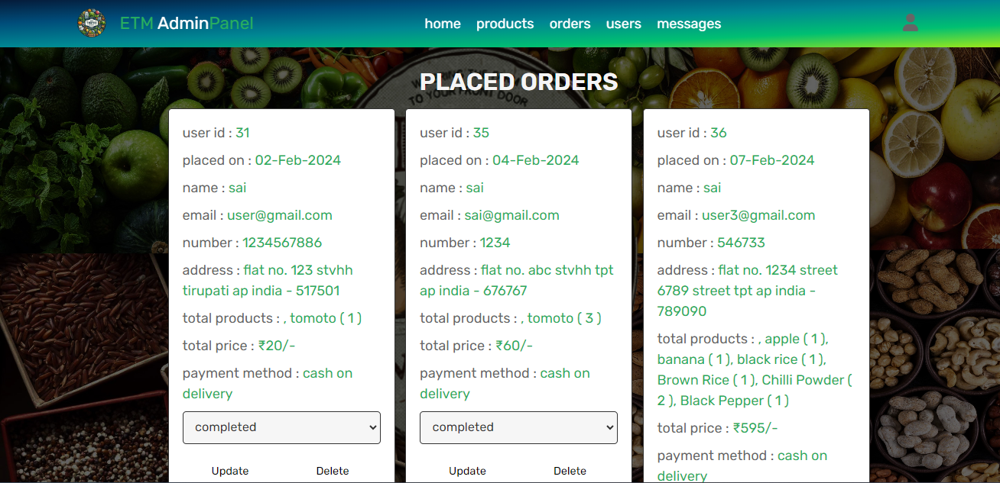 ETM AdminPanel
home products orders users messages
TO YOUR FRONT DOOR
PLACED ORDERS
user id : 31
placed on : 02-Feb-2024
name : sai
email : user@gmail.com
number : 1234567886
address : flat no. 123 stvhh
tirupati ap india - 517501
total products : , tomoto ( 1 )
total price : ₹20/-
payment method : cash on
delivery
completed
Update Delete
user id : 35
placed on : 04-Feb-2024
name : sai
email : sai@gmail.com
number : 1234
address : flat no. abc stvhh tpt
ap india - 676767
total products : , tomoto ( 3 )
total price : ₹60/-
payment method : cash on
delivery
completed
Update Delete
user id : 36
placed on : 07-Feb-2024
name : sai
email : user3@gmail.com
number : 546733
address : flat no. 1234 street
6789 street tpt ap india -
789090
total products : , apple ( 1 ),
banana ( 1 ), black rice ( 1 ),
Brown Rice ( 1 ), Chilli Powder (
2 ), Black Pepper ( 1 )
total price : ₹595/-
payment method : cash on
delivery